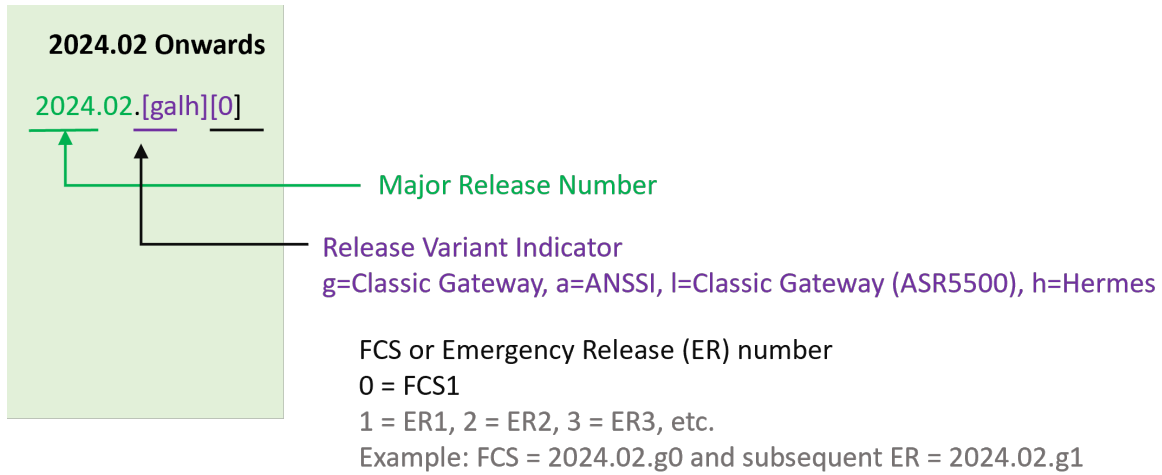 2024.02 Onwards
2024.02.[galh][0]
Major Release Number
Release Variant Indicator
g=Classic Gateway, a=ANSSI, l=Classic Gateway (ASR5500), h=Hermes
FCS or Emergency Release (ER) number
0 = FCS1
1 = ER1, 2 = ER2, 3 = ER3, etc.
Example: FCS = 2024.02.g0 and subsequent ER = 2024.02.g1